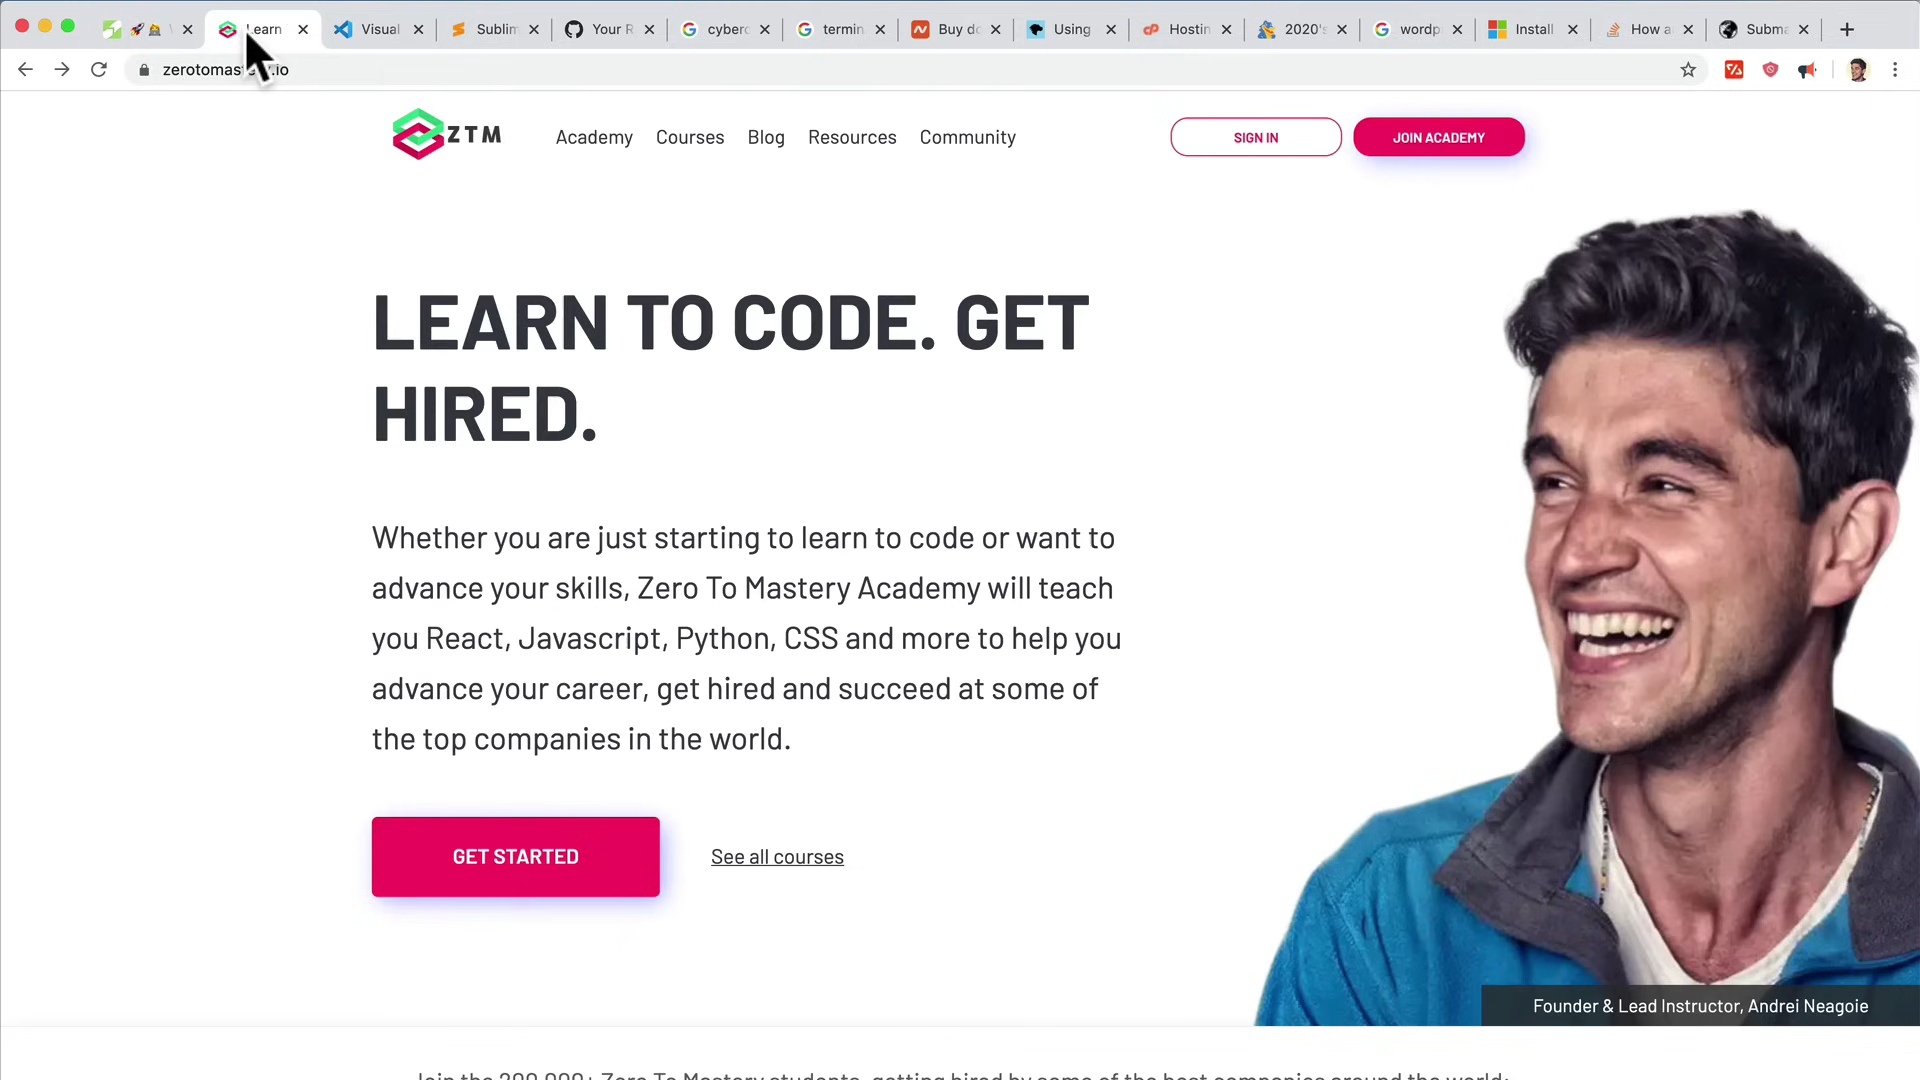 Learn
Visual
Sublim
Your R
cyberc
termin
Buy do
Using
Hostin
2020's
wordp
Install
How a
Subma
zerotomas
.io
ZTM
Academy
Courses
Blog
Resources
Community
SIGN IN
JOIN ACADEMY
LEARN TO CODE. GET
HIRED.
Whether you are just starting to learn to code or want to
advance your skills, Zero To Mastery Academy will teach
you React, Javascript, Python, CSS and more to help you
advance your career, get hired and succeed at some of
the top companies in the world.
GET STARTED
See all courses
Founder & Lead Instructor, Andrei Neagoie
Join the 200,000+ Zero To Mastery students, getting hired by some of the best companies around the world: